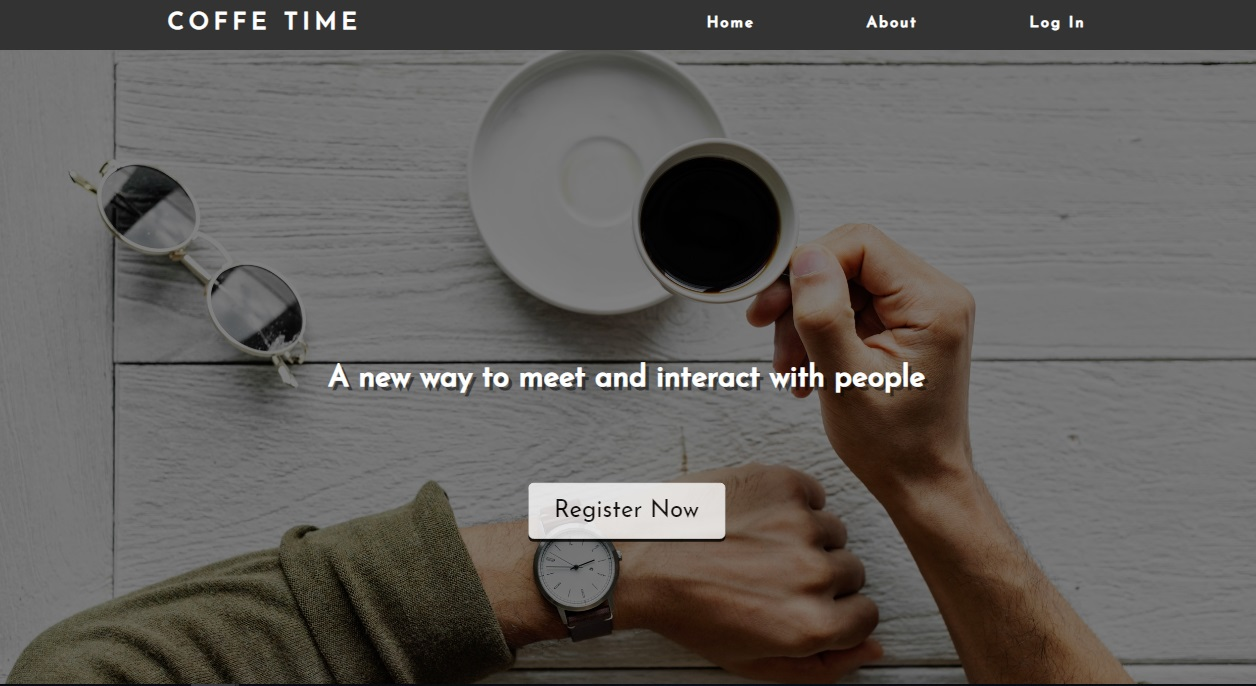 COFFE TIME
Home
About
Log In
A new way to meet and interact with people
Register Now